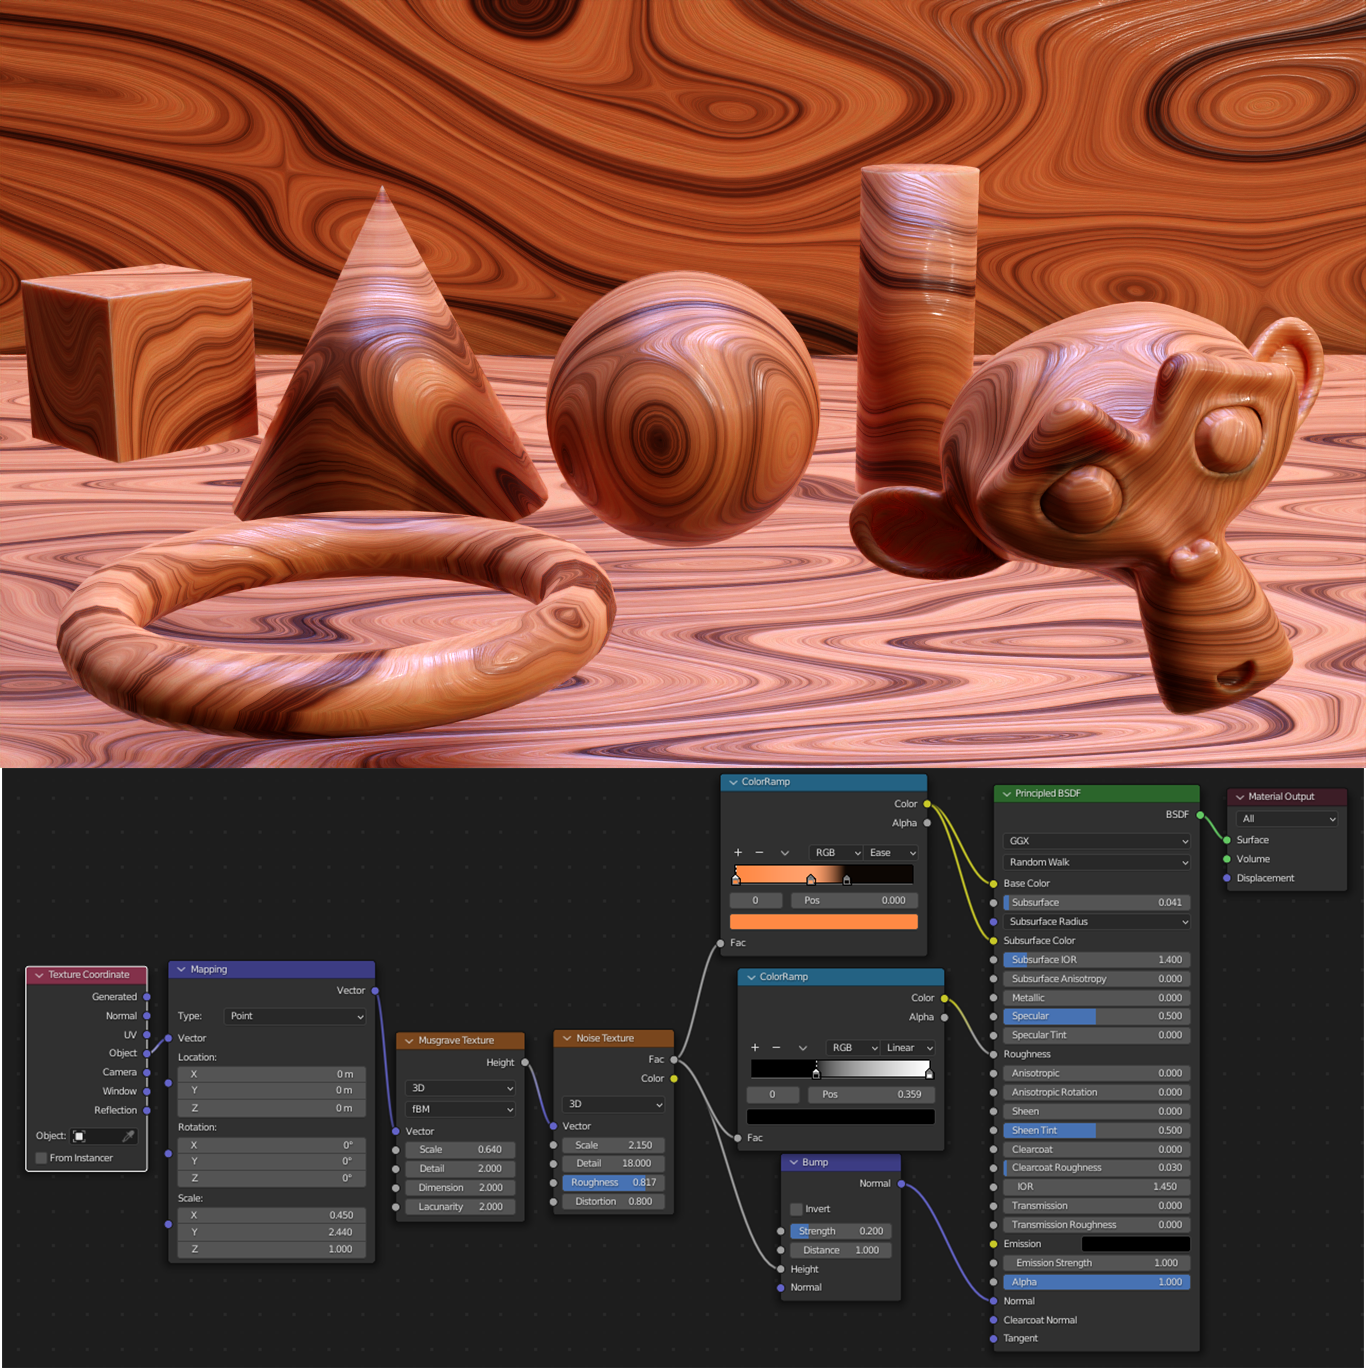 Texture Coordinate
Generated
Normal
UV
Object
Camera
Window
Reflection
Object:
From Instancer
Mapping
Vector
Type: Point
Vector
Location:
X 0 m
Y 0 m
Z 0 m
Rotation:
X 0°
Y 0°
Z 0°
Scale:
X 0.450
Y 2.440
Z 1.000
Musgrave Texture
Height
3D
fBM
Vector
Scale 0.640
Detail 2.000
Dimension 2.000
Lacunarity 2.000
Noise Texture
Fac
Color
3D
Vector
Scale 2.150
Detail 18.000
Roughness 0.817
Distortion 0.800
ColorRamp
Color
Alpha
+ − RGB Ease
0 Pos 0.000
Fac
ColorRamp
Color
Alpha
+ − RGB Linear
0 Pos 0.359
Fac
Bump
Normal
Invert
Strength 0.200
Distance 1.000
Height
Normal
Principled BSDF
BSDF
GGX
Random Walk
Base Color
Subsurface 0.041
Subsurface Radius
Subsurface Color
Subsurface IOR 1.400
Subsurface Anisotropy 0.000
Metallic 0.000
Specular 0.500
Specular Tint 0.000
Roughness
Anisotropic 0.000
Anisotropic Rotation 0.000
Sheen 0.000
Sheen Tint 0.500
Clearcoat 0.000
Clearcoat Roughness 0.030
IOR 1.450
Transmission 0.000
Transmission Roughness 0.000
Emission
Emission Strength 1.000
Alpha 1.000
Normal
Clearcoat Normal
Tangent
Material Output
All
Surface
Volume
Displacement